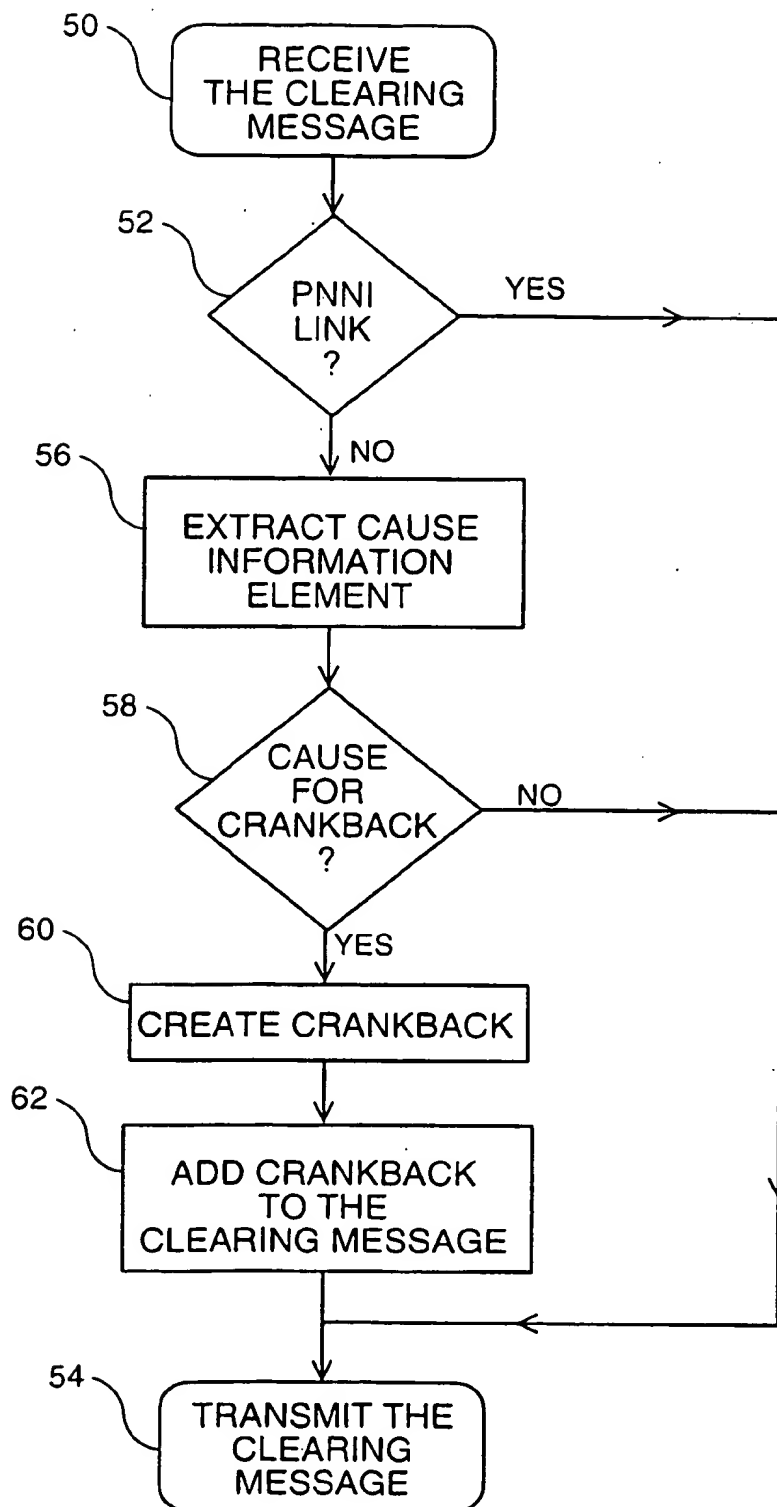 50
RECEIVE
THE CLEARING
MESSAGE
52
PNNI
LINK
?
YES
NO
56
EXTRACT CAUSE
INFORMATION
ELEMENT
58
CAUSE
FOR
CRANKBACK
?
NO
YES
60
CREATE CRANKBACK
62
ADD CRANKBACK
TO THE
CLEARING MESSAGE
54
TRANSMIT THE
CLEARING
MESSAGE